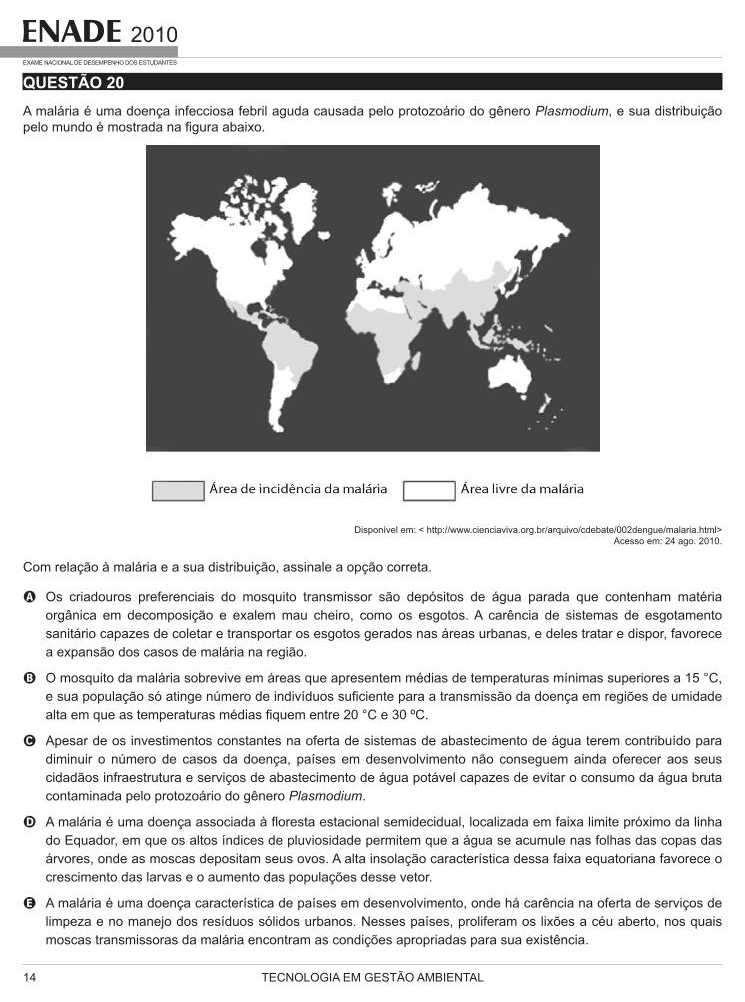 ENADE 2010
EXAME NACIONAL DE DESEMPENHO DOS ESTUDANTES
QUESTÃO 20
A malária é uma doença infecciosa febril aguda causada pelo protozoário do gênero Plasmodium, e sua distribuição
pelo mundo é mostrada na figura abaixo.
Área de incidência da malária
Área livre da malária
Disponível em: < http://www.cienciaviva.org.br/arquivo/cdebate/002dengue/malaria.html>
Acesso em: 24 ago. 2010.
Com relação à malária e a sua distribuição, assinale a opção correta.
A Os criadouros preferenciais do mosquito transmissor são depósitos de água parada que contenham matéria
orgânica em decomposição e exalem mau cheiro, como os esgotos. A carência de sistemas de esgotamento
sanitário capazes de coletar e transportar os esgotos gerados nas áreas urbanas, e deles tratar e dispor, favorece
a expansão dos casos de malária na região.
B O mosquito da malária sobrevive em áreas que apresentem médias de temperaturas mínimas superiores a 15 °C,
e sua população só atinge número de indivíduos suficiente para a transmissão da doença em regiões de umidade
alta em que as temperaturas médias fiquem entre 20 °C e 30 ºC.
C Apesar de os investimentos constantes na oferta de sistemas de abastecimento de água terem contribuído para
diminuir o número de casos da doença, países em desenvolvimento não conseguem ainda oferecer aos seus
cidadãos infraestrutura e serviços de abastecimento de água potável capazes de evitar o consumo da água bruta
contaminada pelo protozoário do gênero Plasmodium.
D A malária é uma doença associada à floresta estacional semidecidual, localizada em faixa limite próximo da linha
do Equador, em que os altos índices de pluviosidade permitem que a água se acumule nas folhas das copas das
árvores, onde as moscas depositam seus ovos. A alta insolação característica dessa faixa equatoriana favorece o
crescimento das larvas e o aumento das populações desse vetor.
E A malária é uma doença característica de países em desenvolvimento, onde há carência na oferta de serviços de
limpeza e no manejo dos resíduos sólidos urbanos. Nesses países, proliferam os lixões a céu aberto, nos quais
moscas transmissoras da malária encontram as condições apropriadas para sua existência.
14
TECNOLOGIA EM GESTÃO AMBIENTAL